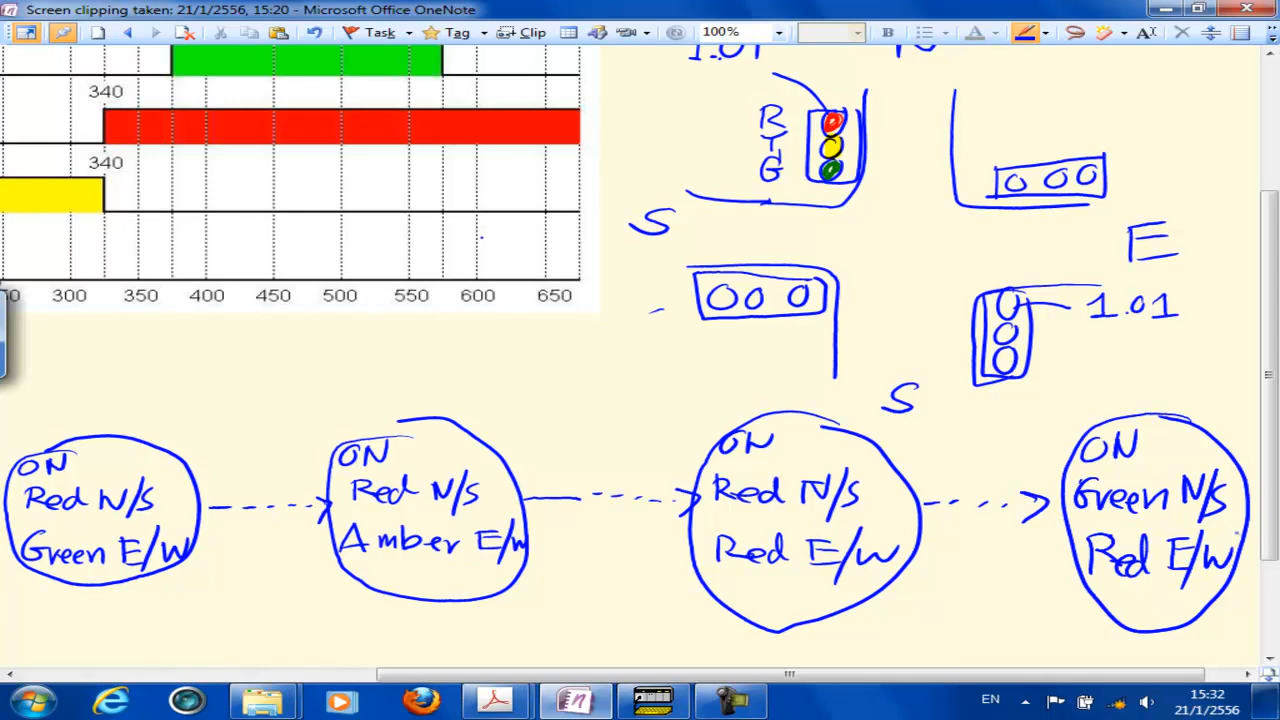 Screen clipping taken: 21/1/2556, 15:20 - Microsoft Office OneNote
Task
Tag
Clip
100%
B
340
340
300 350 400 450 500 550 600 650
1.01
R
Y
G
S
E
1.01
S
ON
Red N/S
Green E/W
ON
Red N/S
Amber E/W
ON
Red N/S
Red E/W
ON
Green N/S
Red E/W
EN
15:32
21/1/2556